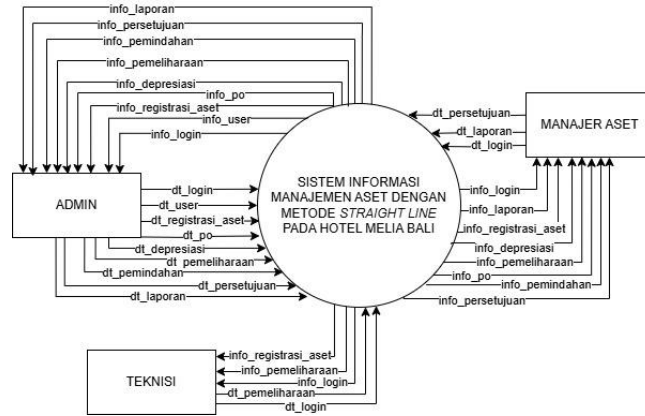 info_laporan
info_persetujuan
info_pemindahan
info_pemeliharaan
info_depresiasi
info_po
info_registrasi_aset
info_user
info_login
ADMIN
dt_login
dt_user
dt_registrasi_aset
dt_po
dt_depresiasi
dt_pemeliharaan
dt_pemindahan
dt_persetujuan
dt_laporan
SISTEM INFORMASI
MANAJEMEN ASET DENGAN
METODE STRAIGHT LINE
PADA HOTEL MELIA BALI
dt_persetujuan
dt_laporan
dt_login
MANAJER ASET
info_login
info_laporan
info_registrasi_aset
info_depresiasi
info_pemeliharaan
info_po
info_pemindahan
info_persetujuan
TEKNISI
info_registrasi_aset
info_pemeliharaan
info_login
dt_pemeliharaan
dt_login